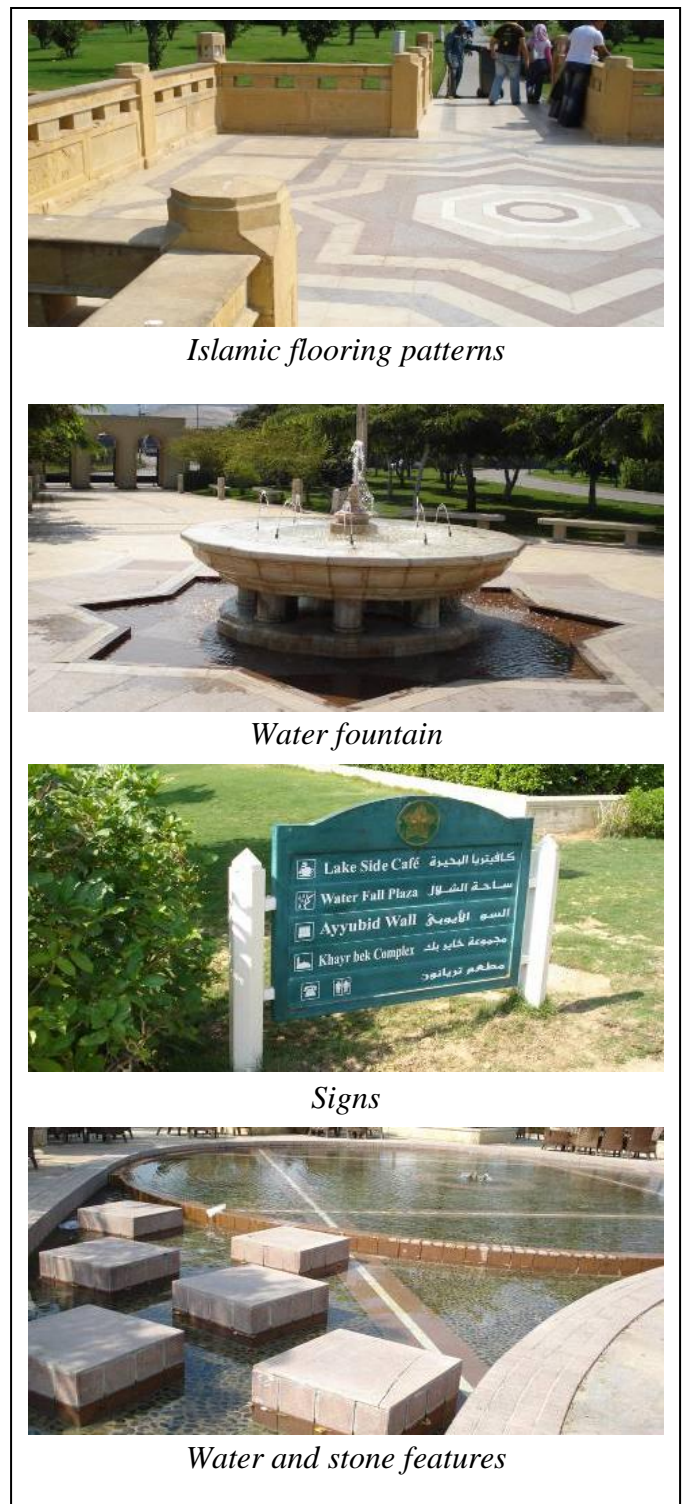 Islamic flooring patterns
Water fountain
Lake Side Café كافيتريا البحيرة
Water Fall Plaza ساحة الشلال
Ayyubid Wall السو الأيوبي
Khayr bek Complex مجموعة خاير بك
مطعم تريانون
Signs
Water and stone features